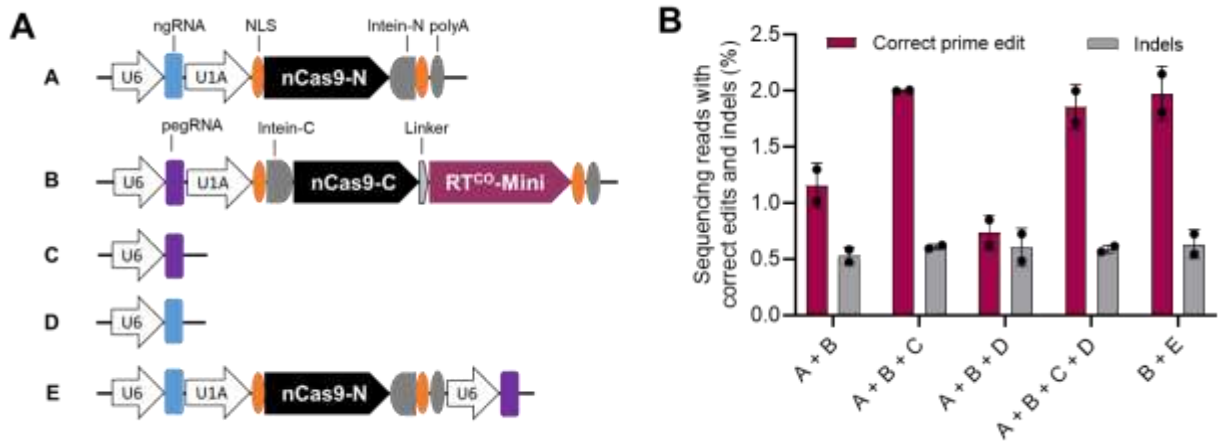 A
ngRNA NLS Intein-N polyA
A U6 U1A nCas9-N
pegRNA Intein-C Linker
B U6 U1A nCas9-C RTᶜᴼ-Mini
C U6
D U6
E U6 U1A nCas9-N U6
B
Sequencing reads with
correct edits and indels (%)
Correct prime edit Indels
2.5
2.0
1.5
1.0
0.5
0.0
A + B
A + B + C
A + B + D
A + B + C + D
B + E